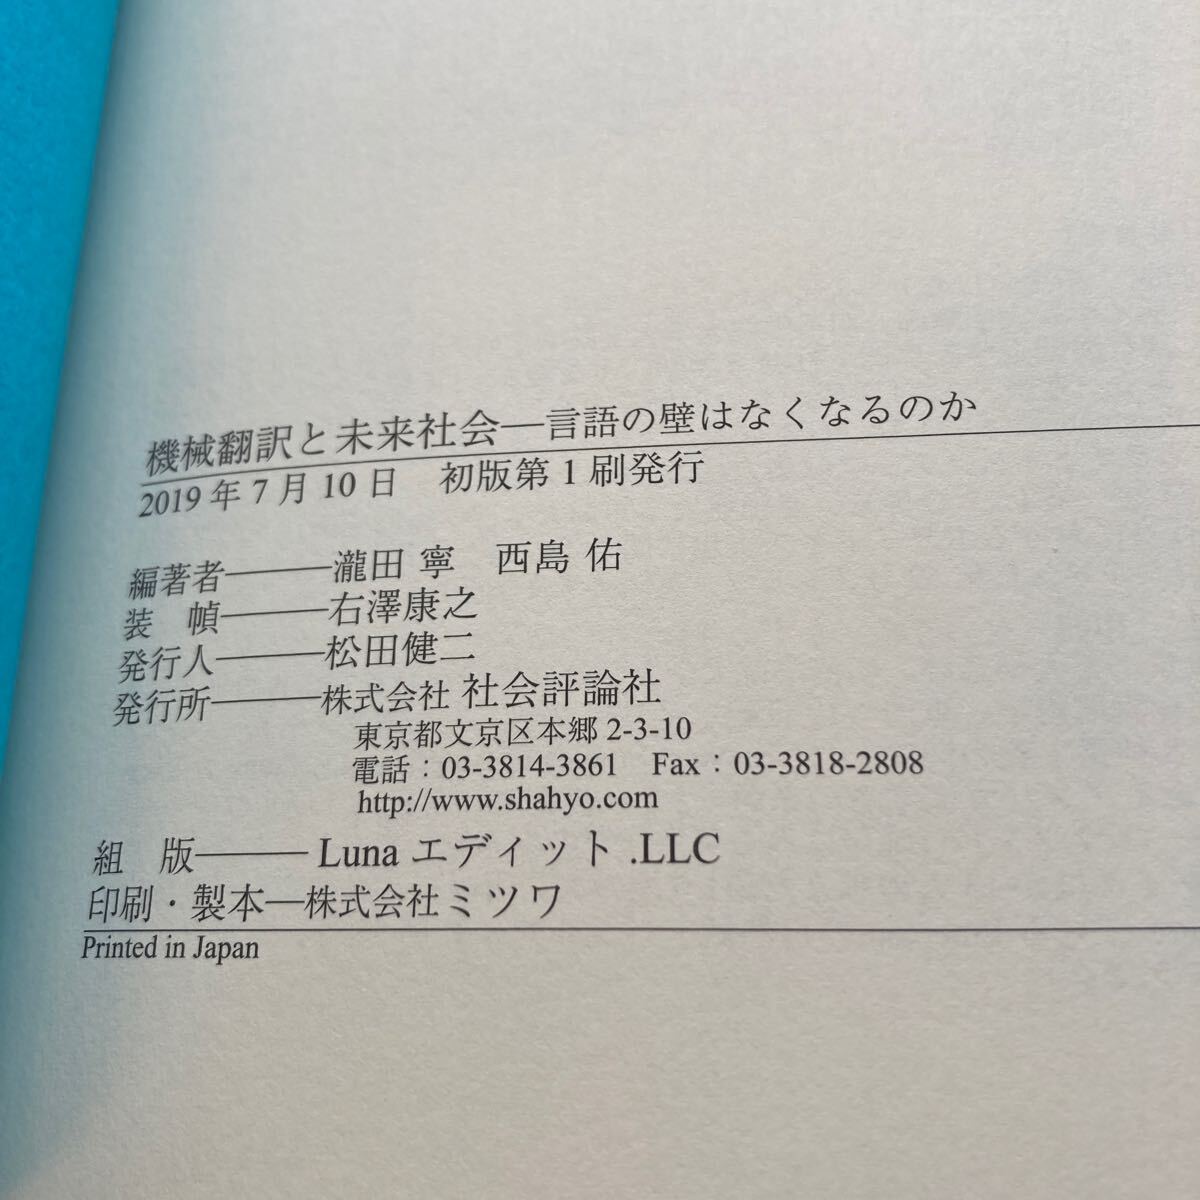 機械翻訳と未来社会―言語の壁はなくなるのか
2019年7月10日　初版第1刷発行
編著者―――瀧田 寧　西島 佑
装　幀―――右澤康之
発行人―――松田健二
発行所―――株式会社 社会評論社
東京都文京区本郷 2-3-10
電話：03-3814-3861　Fax：03-3818-2808
http://www.shahyo.com
組　版―――Luna エディット .LLC
印刷・製本―株式会社ミツワ
Printed in Japan